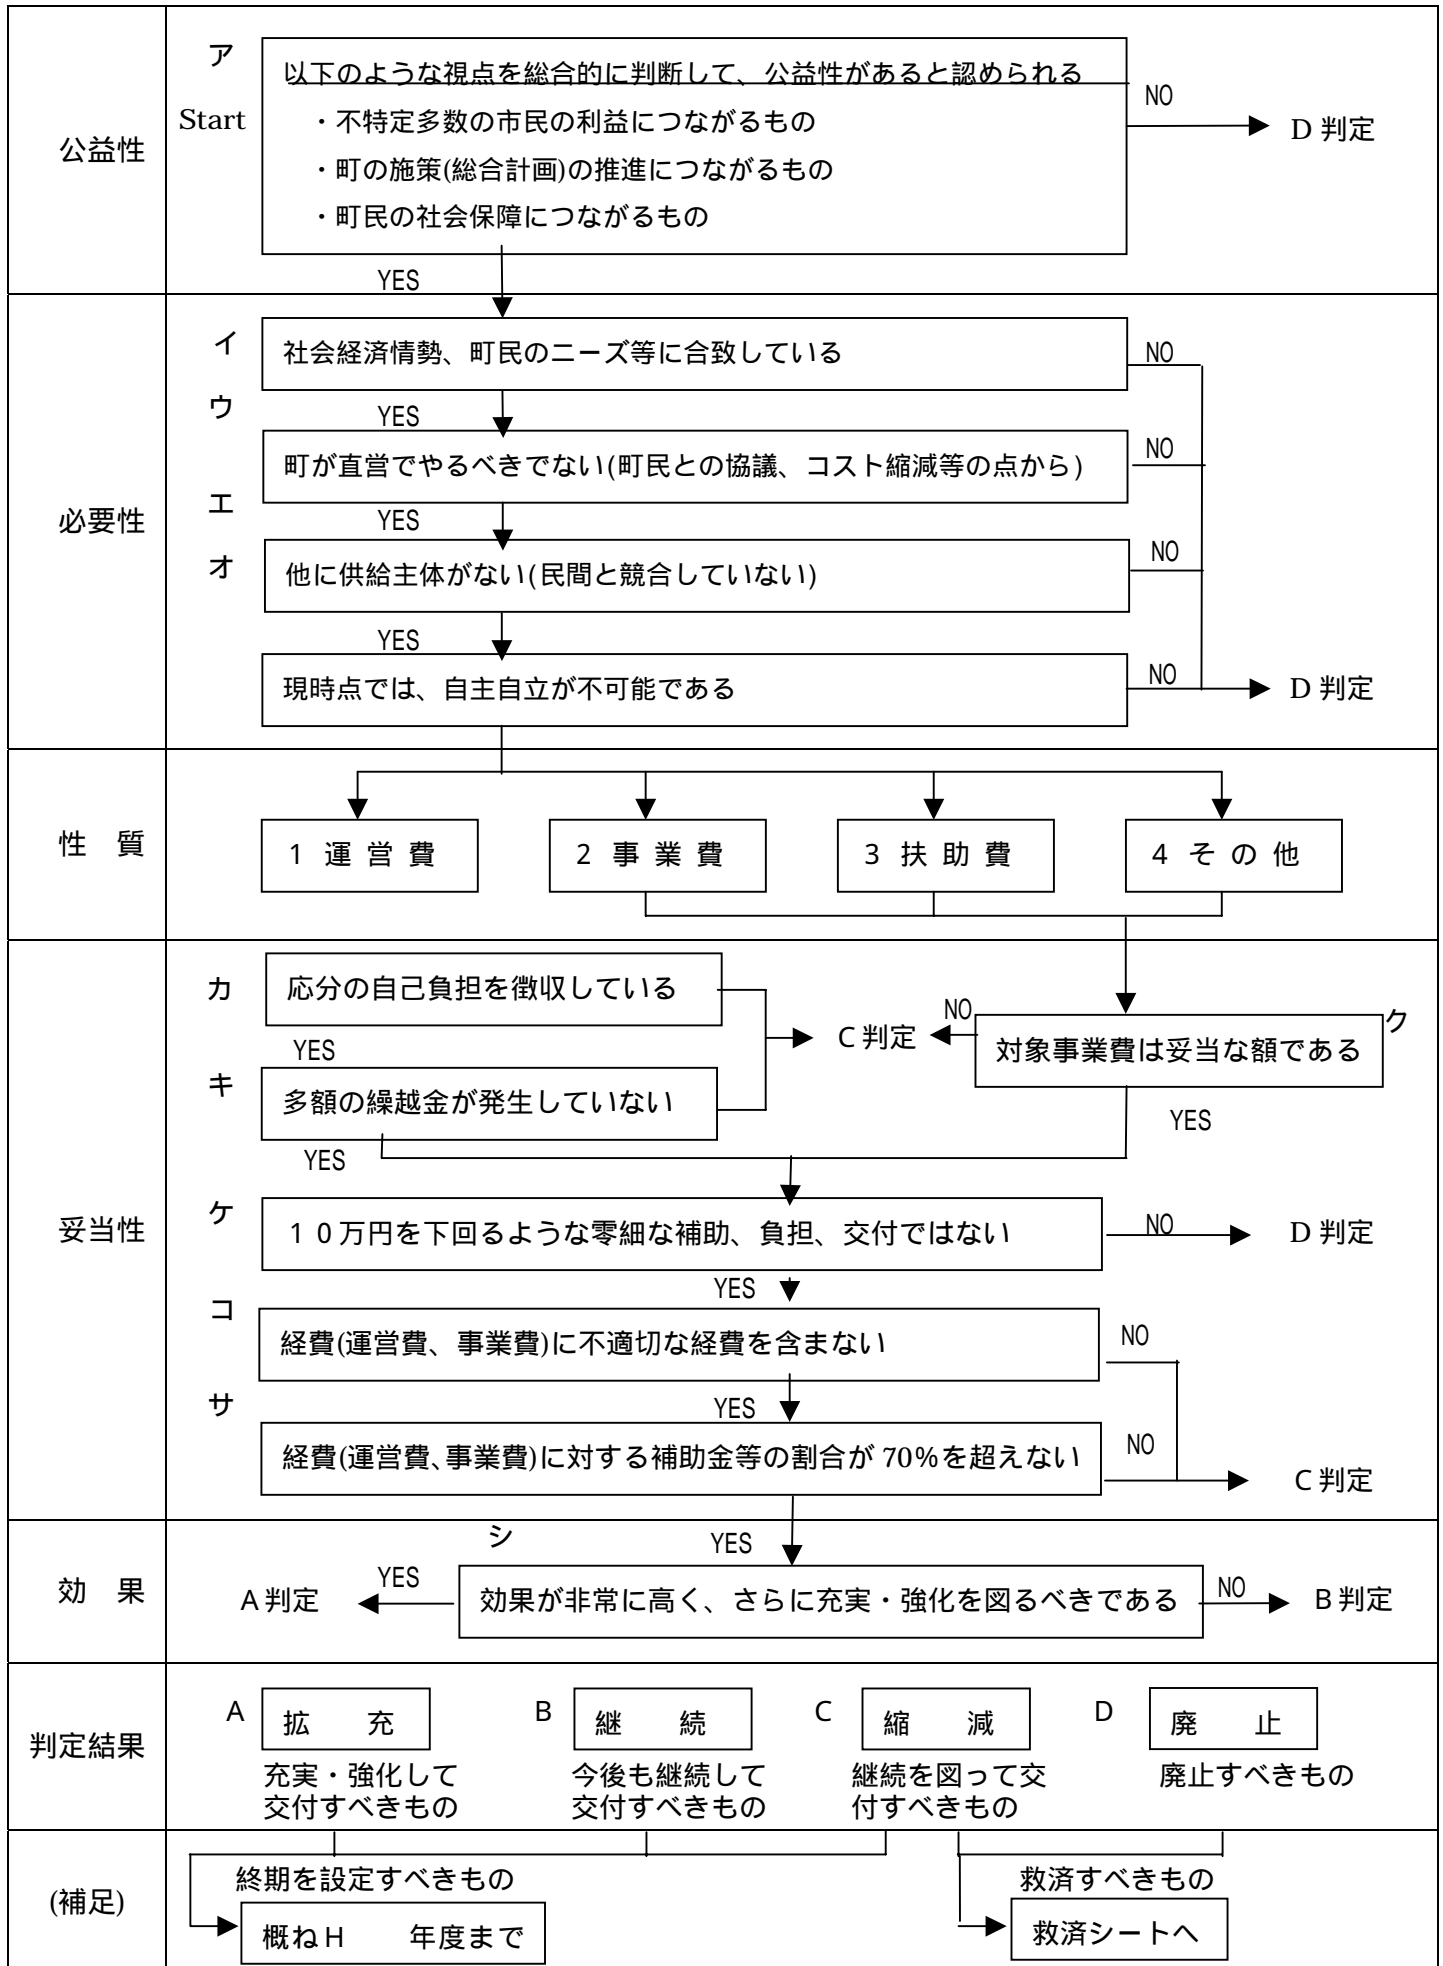 公益性
ア
Start
以下のような視点を総合的に判断して、公益性があると認められる
・不特定多数の市民の利益につながるもの
・町の施策(総合計画)の推進につながるもの
・町民の社会保障につながるもの
NO
D 判定
YES
必要性
イ
社会経済情勢、町民のニーズ等に合致している
NO
ウ
YES
町が直営でやるべきでない(町民との協議、コスト縮減等の点から)
NO
エ
YES
オ
他に供給主体がない(民間と競合していない)
NO
YES
現時点では、自主自立が不可能である
NO
D 判定
性 質
1 運 営 費
2 事 業 費
3 扶 助 費
4 そ の 他
妥当性
カ
応分の自己負担を徴収している
C 判定
NO
対象事業費は妥当な額である
ク
YES
キ
多額の繰越金が発生していない
YES
YES
ケ
10万円を下回るような零細な補助、負担、交付ではない
NO
D 判定
YES
コ
経費(運営費、事業費)に不適切な経費を含まない
NO
サ
YES
経費(運営費、事業費)に対する補助金等の割合が 70%を超えない
NO
C 判定
効 果
シ
YES
A 判定
YES
効果が非常に高く、さらに充実・強化を図るべきである
NO
B 判定
判定結果
A
拡 充
B
継 続
C
縮 減
D
廃 止
充実・強化して
交付すべきもの
今後も継続して
交付すべきもの
継続を図って交
付すべきもの
廃止すべきもの
(補足)
終期を設定すべきもの
概ねH 年度まで
救済すべきもの
救済シートへ